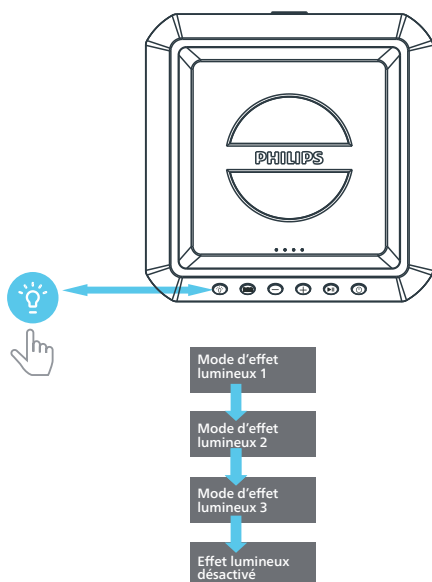 PHILIPS
Mode d'effet
lumineux 1
Mode d'effet
lumineux 2
Mode d'effet
lumineux 3
Effet lumineux
désactivé